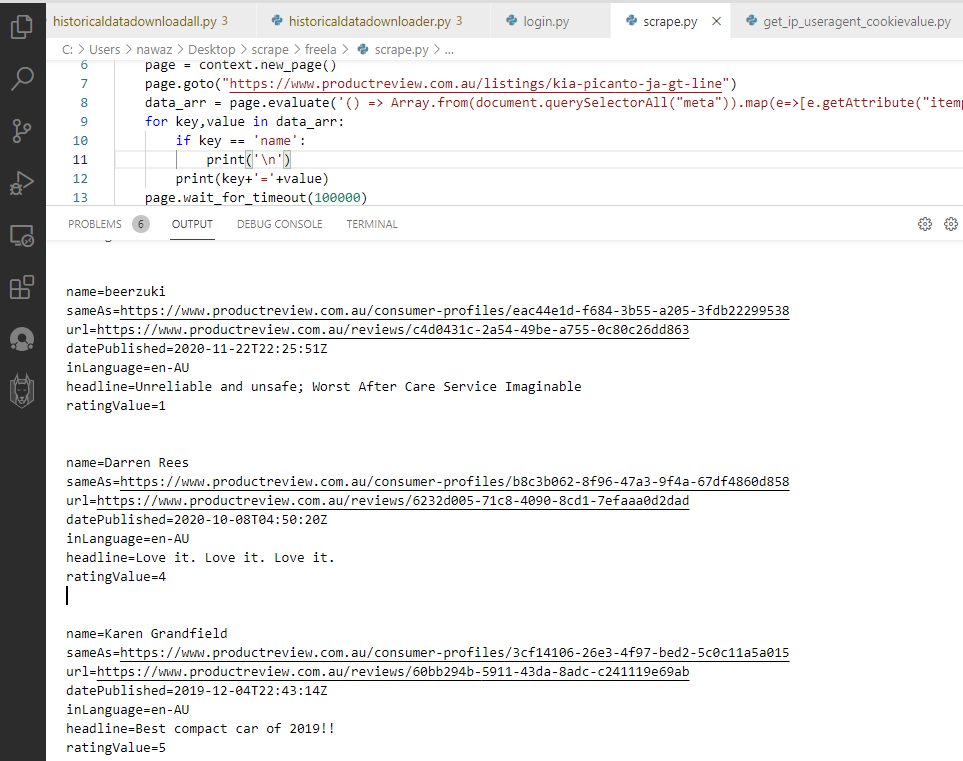 historicaldatadownloadall.py 3
historicaldatadownloader.py 3
login.py
scrape.py
get_ip_useragent_cookievalue.py
C: > Users > nawaz > Desktop > scrape > freela > scrape.py > ...
6 page = context.new_page()
7 page.goto("https://www.productreview.com.au/listings/kia-picanto-ja-gt-line")
8 data_arr = page.evaluate('() => Array.from(document.querySelectorAll("meta")).map(e=>[e.getAttribute("itemp
9 for key,value in data_arr:
10 if key == 'name':
11 print('\n')
12 print(key+'='+value)
13 page.wait_for_timeout(100000)
PROBLEMS 6 OUTPUT DEBUG CONSOLE TERMINAL
name=beerzuki
sameAs=https://www.productreview.com.au/consumer-profiles/eac44e1d-f684-3b55-a205-3fdb22299538
url=https://www.productreview.com.au/reviews/c4d0431c-2a54-49be-a755-0c80c26dd863
datePublished=2020-11-22T22:25:51Z
inLanguage=en-AU
headline=Unreliable and unsafe; Worst After Care Service Imaginable
ratingValue=1
name=Darren Rees
sameAs=https://www.productreview.com.au/consumer-profiles/b8c3b062-8f96-47a3-9f4a-67df4860d858
url=https://www.productreview.com.au/reviews/6232d005-71c8-4090-8cd1-7efaaa0d2dad
datePublished=2020-10-08T04:50:20Z
inLanguage=en-AU
headline=Love it. Love it. Love it.
ratingValue=4
name=Karen Grandfield
sameAs=https://www.productreview.com.au/consumer-profiles/3cf14106-26e3-4f97-bed2-5c0c11a5a015
url=https://www.productreview.com.au/reviews/60bb294b-5911-43da-8adc-c241119e69ab
datePublished=2019-12-04T22:43:14Z
inLanguage=en-AU
headline=Best compact car of 2019!!
ratingValue=5